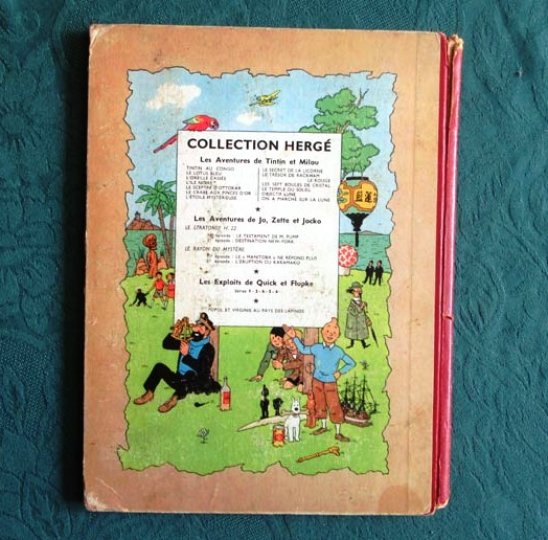 COLLECTION HERGÉ
Les Aventures de Tintin et Milou
TINTIN AU CONGO
LE LOTUS BLEU
L'OREILLE CASSÉE
L'ILE NOIRE
LE SCEPTRE D'OTTOKAR
LE CRABE AUX PINCES D'OR
L'ÉTOILE MYSTÉRIEUSE
LE SECRET DE LA LICORNE
LE TRÉSOR DE RACKHAM
LE ROUGE
LES SEPT BOULES DE CRISTAL
LE TEMPLE DU SOLEIL
OBJECTIF LUNE
ON A MARCHÉ SUR LA LUNE
Les Aventures de Jo, Zette et Jocko
LE STRATONEF H. 22
épisode : LE TESTAMENT DE M. PUMP
épisode : DESTINATION NEW-YORK
LE RAYON DU MYSTÈRE
épisode : LE « MANITOBA » NE RÉPOND PLUS
épisode : L'ÉRUPTION DU KARAMAKO
Les Exploits de Quick et Flupke
POPOL ET VIRGINIE AU PAYS DES LAPINOS